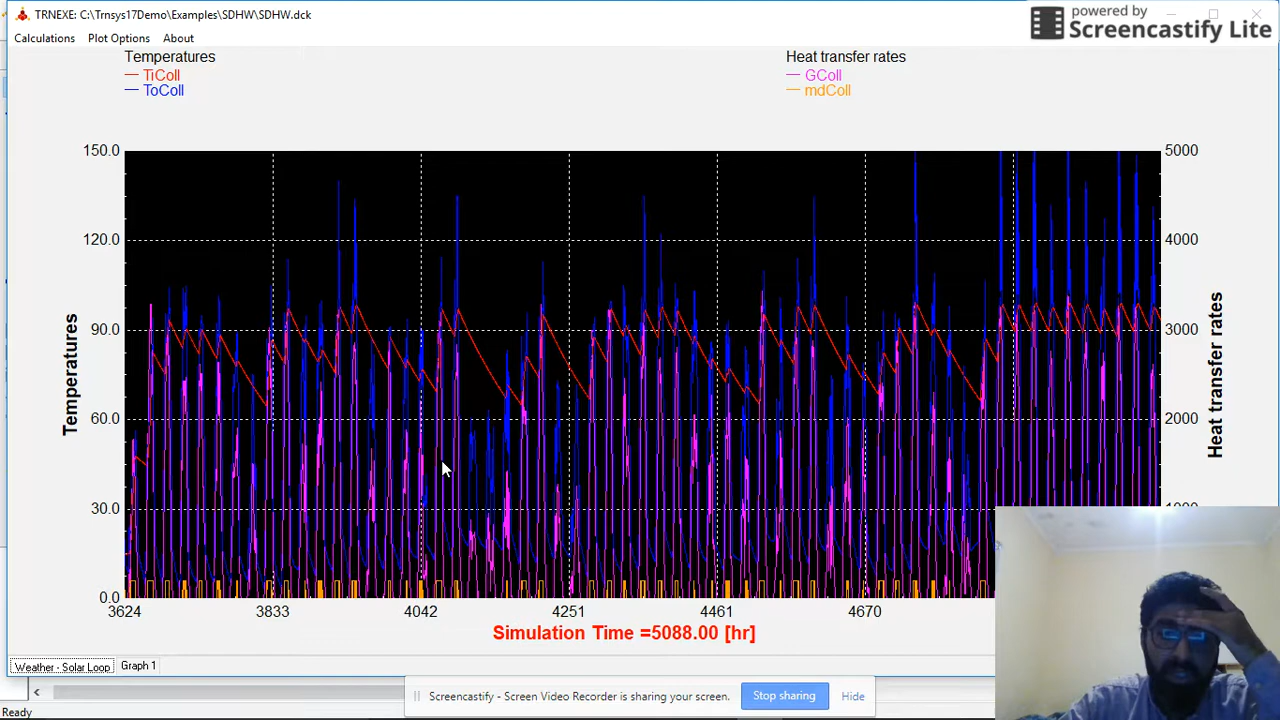 TRNEXE: C:\Trnsys17Demo\Examples\SDHW\SDHW.dck
powered by
Screencastify Lite
Calculations Plot Options About
Temperatures
TiColl
ToColl
Heat transfer rates
GColl
mdColl
150.0
120.0
90.0
60.0
30.0
0.0
Temperatures
5000
4000
3000
2000
Heat transfer rates
3624 3833 4042 4251 4461 4670
Simulation Time =5088.00 [hr]
Weather - Solar Loop Graph 1
Screencastify - Screen Video Recorder is sharing your screen. Stop sharing Hide
Ready